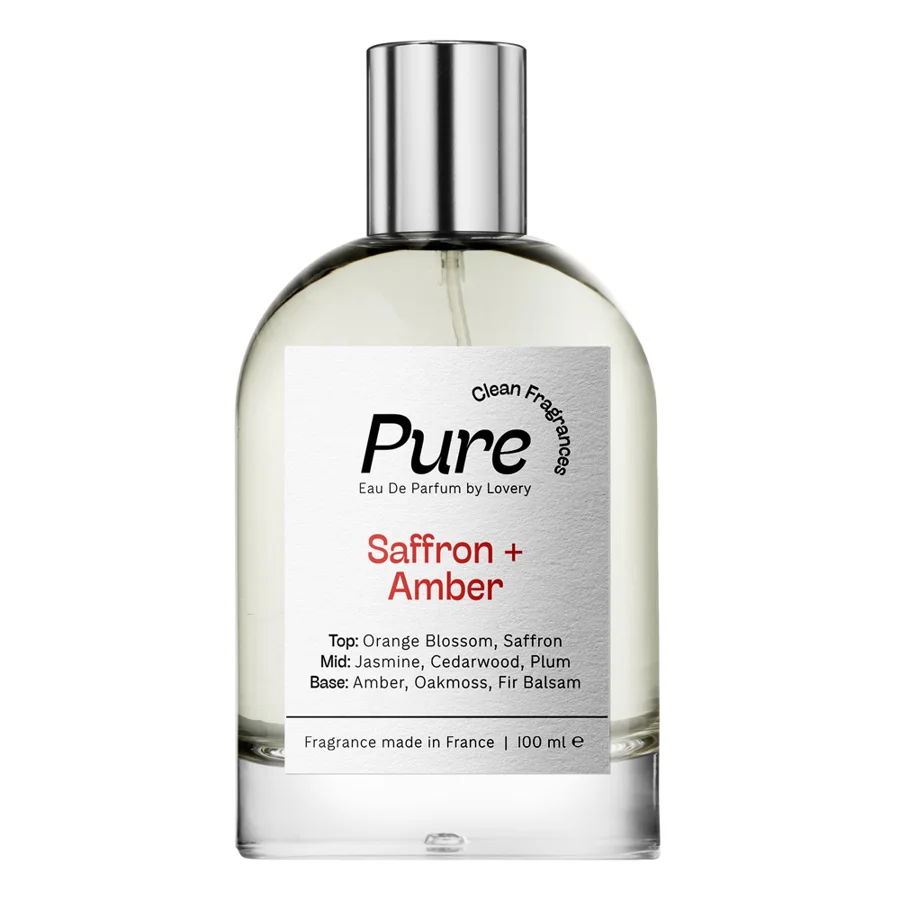 Clean Fragrances
Pure
Eau De Parfum by Lovery
Saffron +
Amber
Top: Orange Blossom, Saffron
Mid: Jasmine, Cedarwood, Plum
Base: Amber, Oakmoss, Fir Balsam
Fragrance made in France | 100 ml ℮